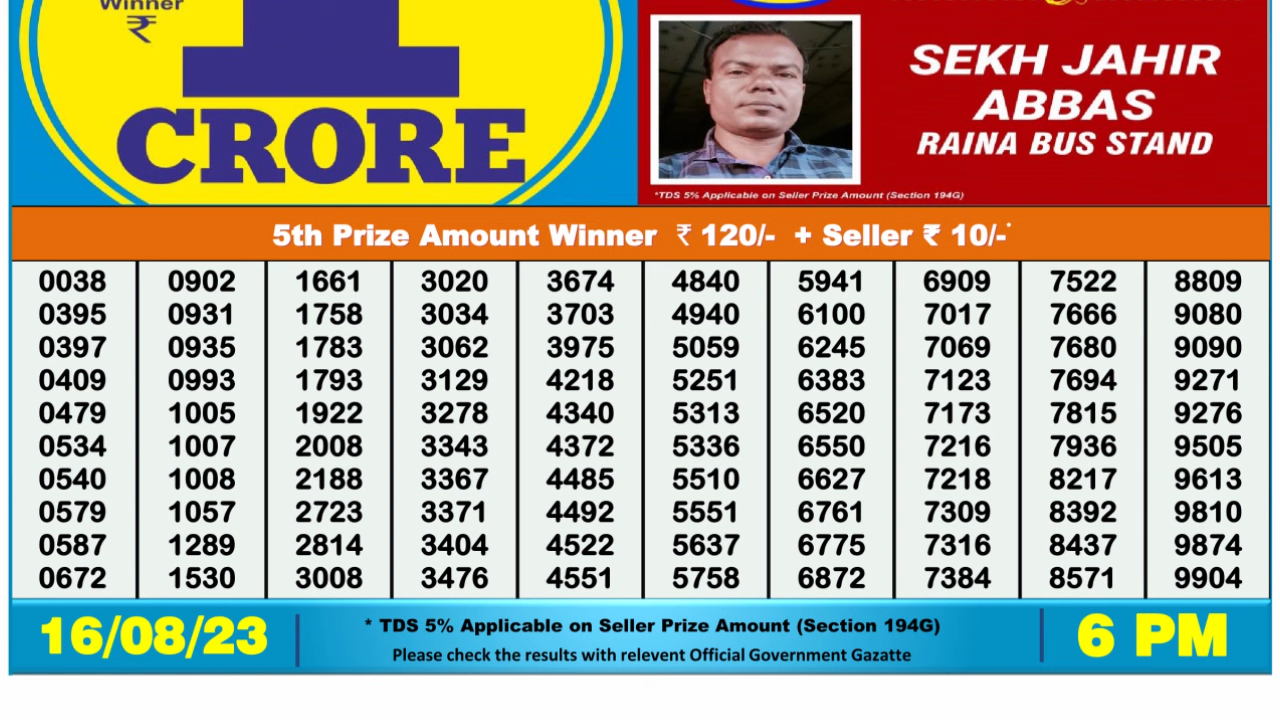 Winner
₹
1
CRORE
SEKH JAHIR
ABBAS
RAINA BUS STAND
*TDS 5% Applicable on Seller Prize Amount (Section 194G)
5th Prize Amount Winner ₹ 120/- + Seller ₹ 10/-*
0038 0902 1661 3020 3674 4840 5941 6909 7522 8809
0395 0931 1758 3034 3703 4940 6100 7017 7666 9080
0397 0935 1783 3062 3975 5059 6245 7069 7680 9090
0409 0993 1793 3129 4218 5251 6383 7123 7694 9271
0479 1005 1922 3278 4340 5313 6520 7173 7815 9276
0534 1007 2008 3343 4372 5336 6550 7216 7936 9505
0540 1008 2188 3367 4485 5510 6627 7218 8217 9613
0579 1057 2723 3371 4492 5551 6761 7309 8392 9810
0587 1289 2814 3404 4522 5637 6775 7316 8437 9874
0672 1530 3008 3476 4551 5758 6872 7384 8571 9904
16/08/23
* TDS 5% Applicable on Seller Prize Amount (Section 194G)
Please check the results with relevent Official Government Gazatte
6 PM